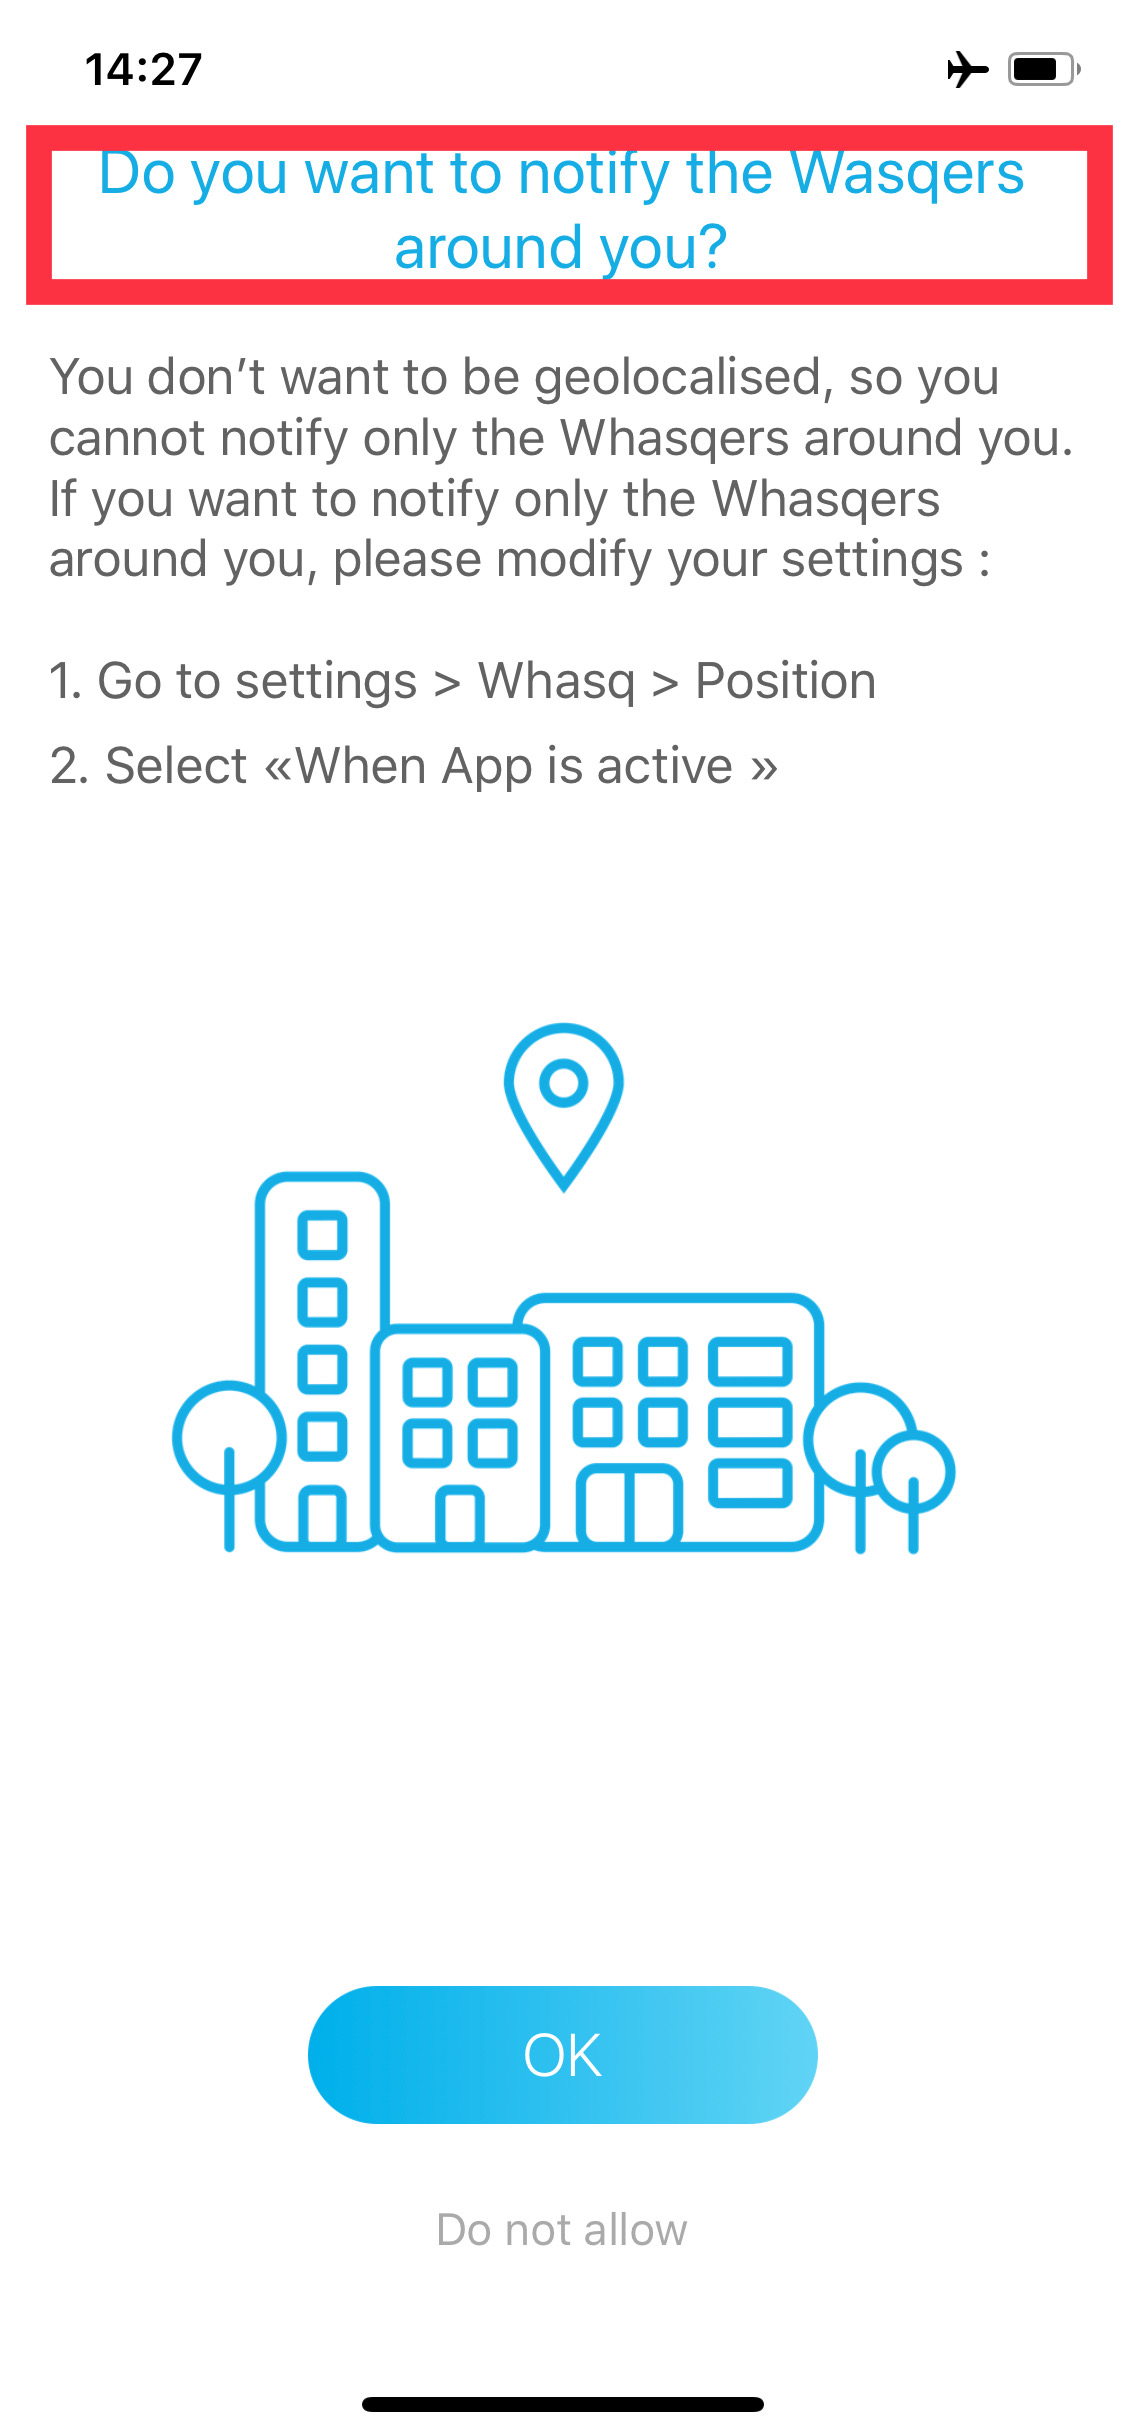 14:27
Do you want to notify the Wasqers
around you?
You don’t want to be geolocalised, so you
cannot notify only the Whasqers around you.
If you want to notify only the Whasqers
around you, please modify your settings :
1. Go to settings > Whasq > Position
2. Select «When App is active »
OK
Do not allow